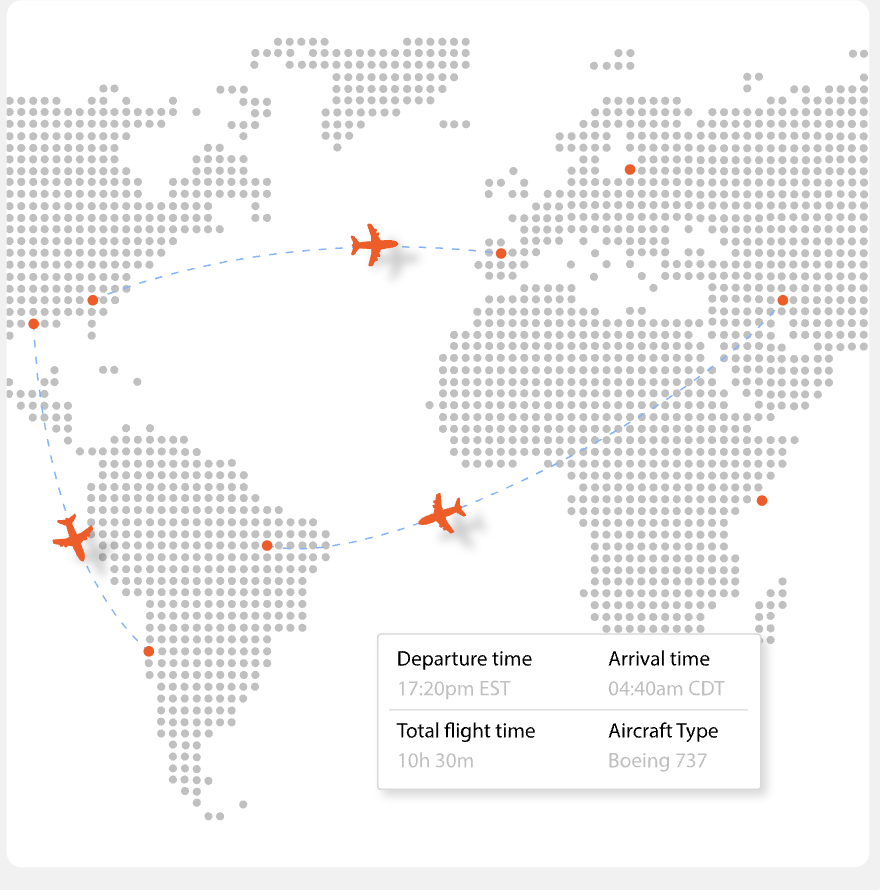 Departure time
Arrival time
17:20pm EST
04:40am CDT
Total flight time
Aircraft Type
10h 30m
Boeing 737